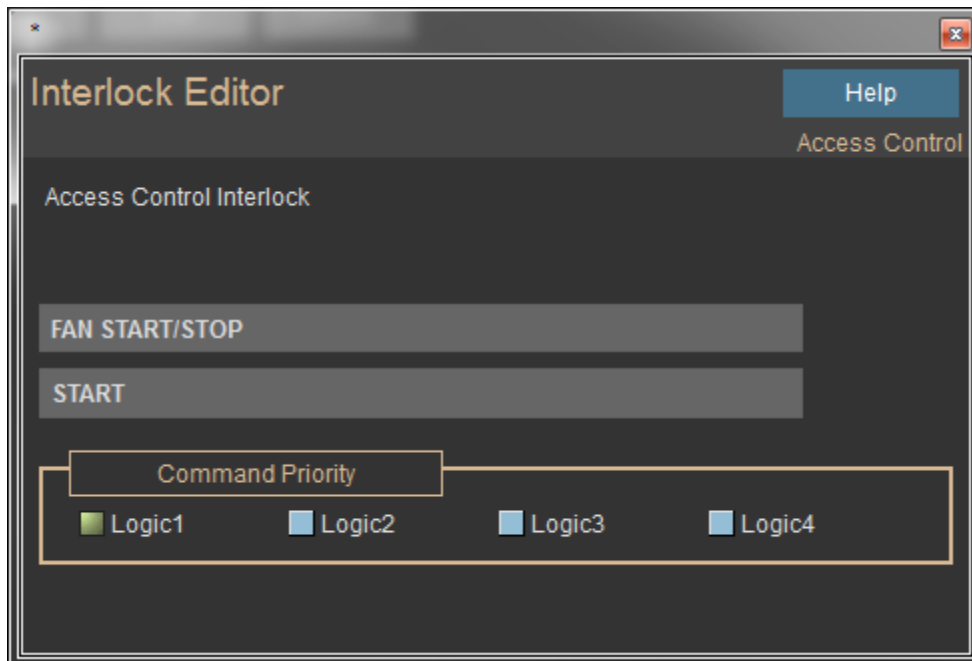 *
Interlock Editor
Help
Access Control
Access Control Interlock
FAN START/STOP
START
Command Priority
Logic1 Logic2 Logic3 Logic4